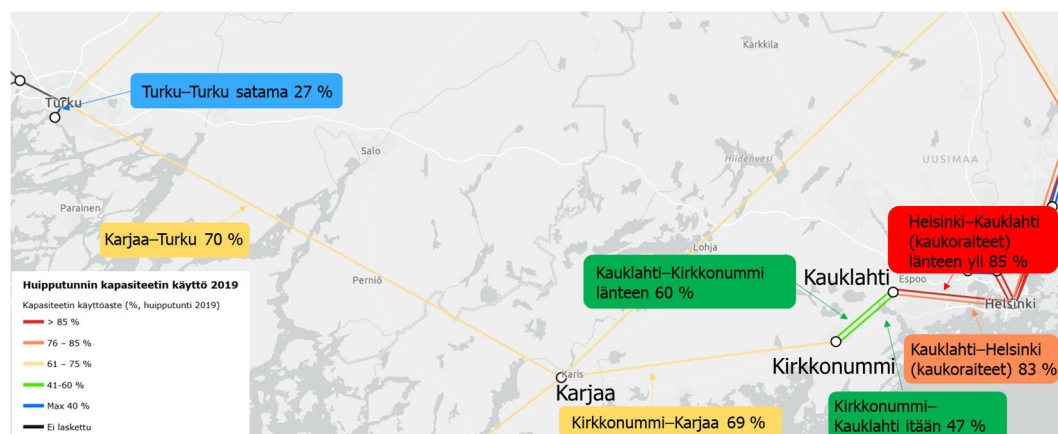 Karkkila
Turku
Turku–Turku satama 27 %
Salo
Hiidenvesi
UUSIMAA
Parainen
Karjaa–Turku 70 %
Perniö
Lohja
Helsinki–Kauklahti
(kaukoraiteet)
länteen yli 85 %
Kauklahti–Kirkkonummi
länteen 60 %
Kauklahti
Espoo
Helsinki
Huipputunnin kapasiteetin käyttö 2019
Kapasiteetin käyttöaste (%, huipputunti 2019)
> 85 %
76 – 85 %
61 – 75 %
41-60 %
Max 40 %
Ei laskettu
Kirkkonummi
Kauklahti–Helsinki
(kaukoraiteet) 83 %
Karis
Karjaa
Kirkkonummi–Karjaa 69 %
Kirkkonummi–
Kauklahti itään 47 %